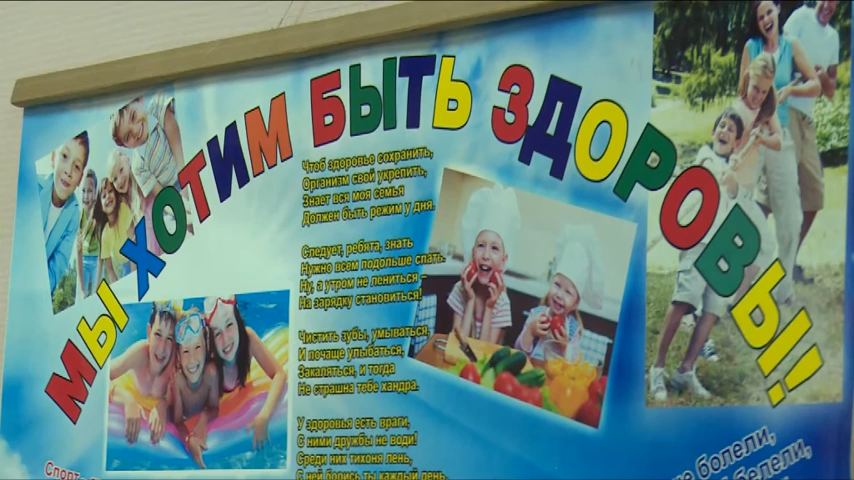 МЫ ХОТИМ БЫТЬ ЗДОРОВЫ!
Чтоб здоровье сохранить,
Организм свой укрепить,
Знает вся моя семья
Должен быть режим у дня.
Следует, ребята, знать
Нужно всем подольше спать.
Ну, а утром не лениться –
На зарядку становиться!
Чистить зубы, умываться,
И почаще улыбаться,
Закаляться, и тогда
Не страшна тебе хандра.
У здоровья есть враги,
С ними дружбы не води!
Среди них тихоня лень,
С ней борись ты каждый день.
Спорт
не болели,
белели,